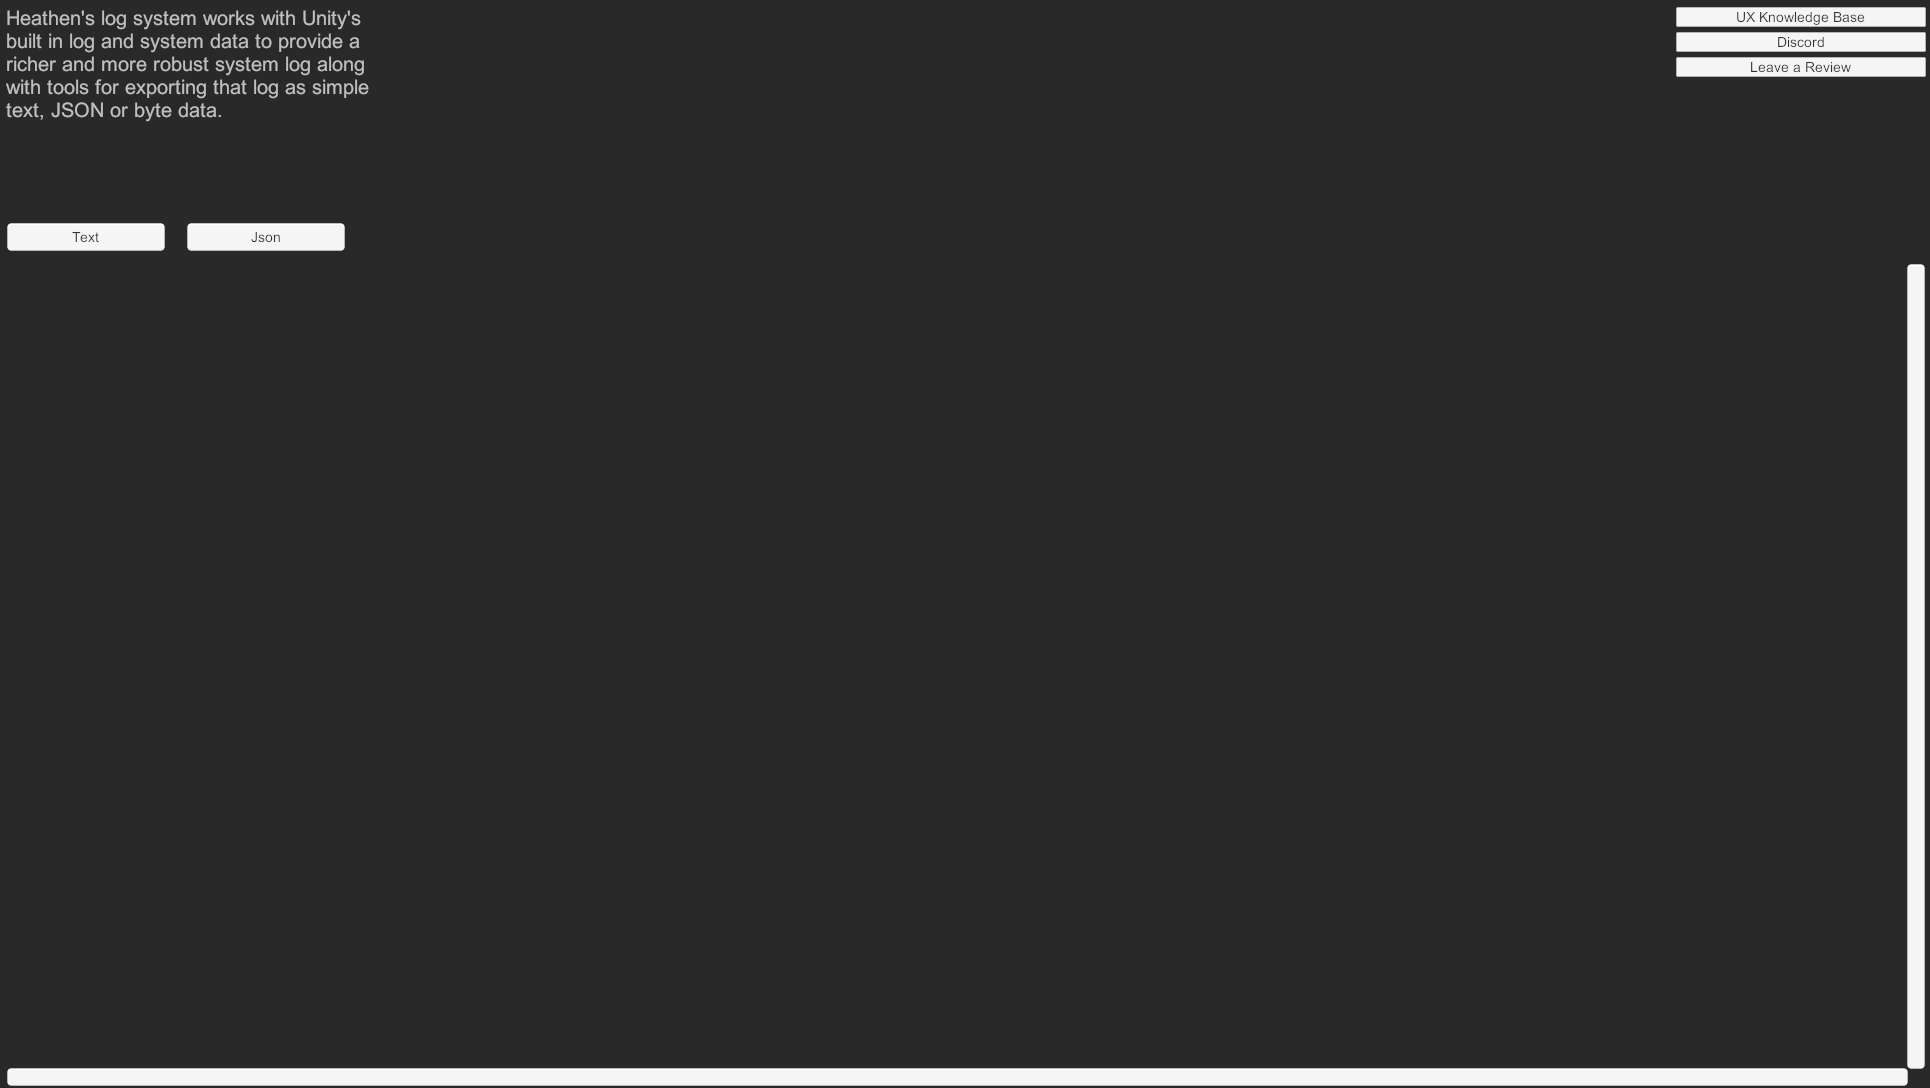 Heathen's log system works with Unity's
built in log and system data to provide a
richer and more robust system log along
with tools for exporting that log as simple
text, JSON or byte data.
UX Knowledge Base
Discord
Leave a Review
Text
Json